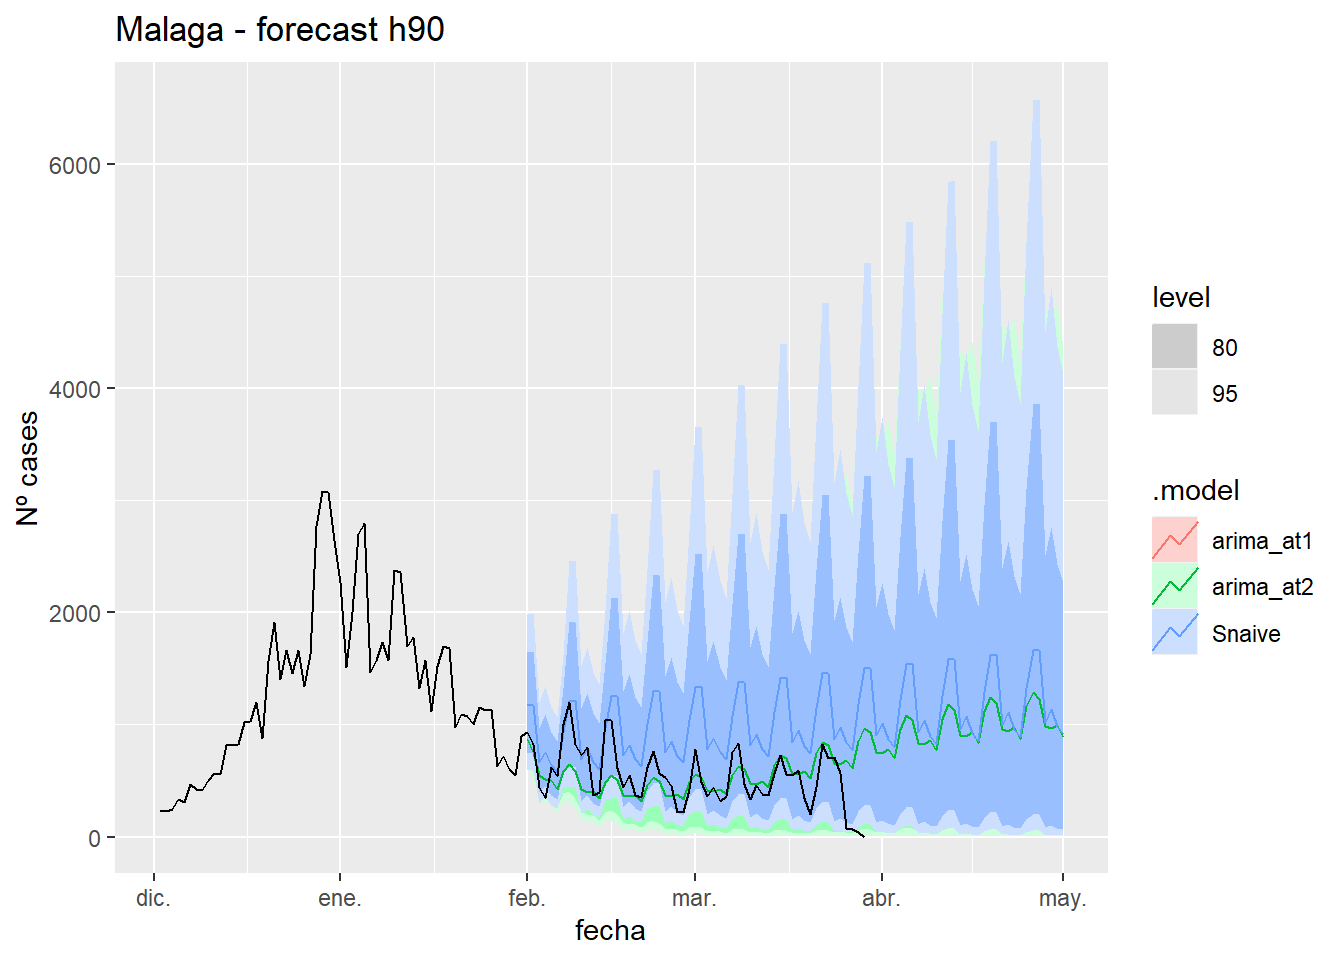 Malaga - forecast h90
Nº cases
6000
4000
2000
0
dic.
ene.
feb.
mar.
abr.
may.
fecha
level
80
95
.model
arima_at1
arima_at2
Snaive